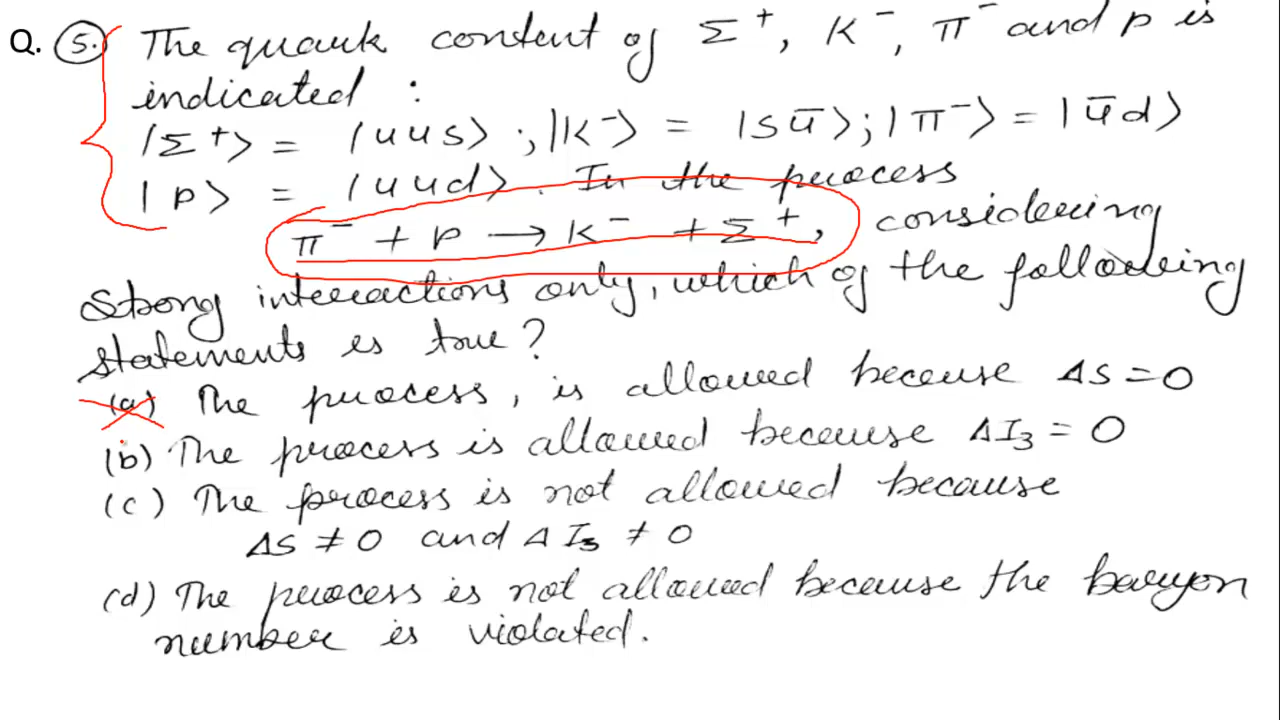 Q. 5. The quark content of Σ⁺, K⁻, π⁻ and p is
indicated :
|Σ⁺⟩ = |uus⟩ ; |K⁻⟩ = |sū⟩; |π⁻⟩ = |ūd⟩
|p⟩ = |uud⟩. In the process
π⁻ + p → K⁻ + Σ⁺, considering
strong interactions only, which of the following
statements is true?
(a) The process, is allowed because ΔS = 0
(b) The process is allowed because ΔI₃ = 0
(c) The process is not allowed because
ΔS ≠ 0 and ΔI₃ ≠ 0
(d) The process is not allowed because the baryon
number is violated.